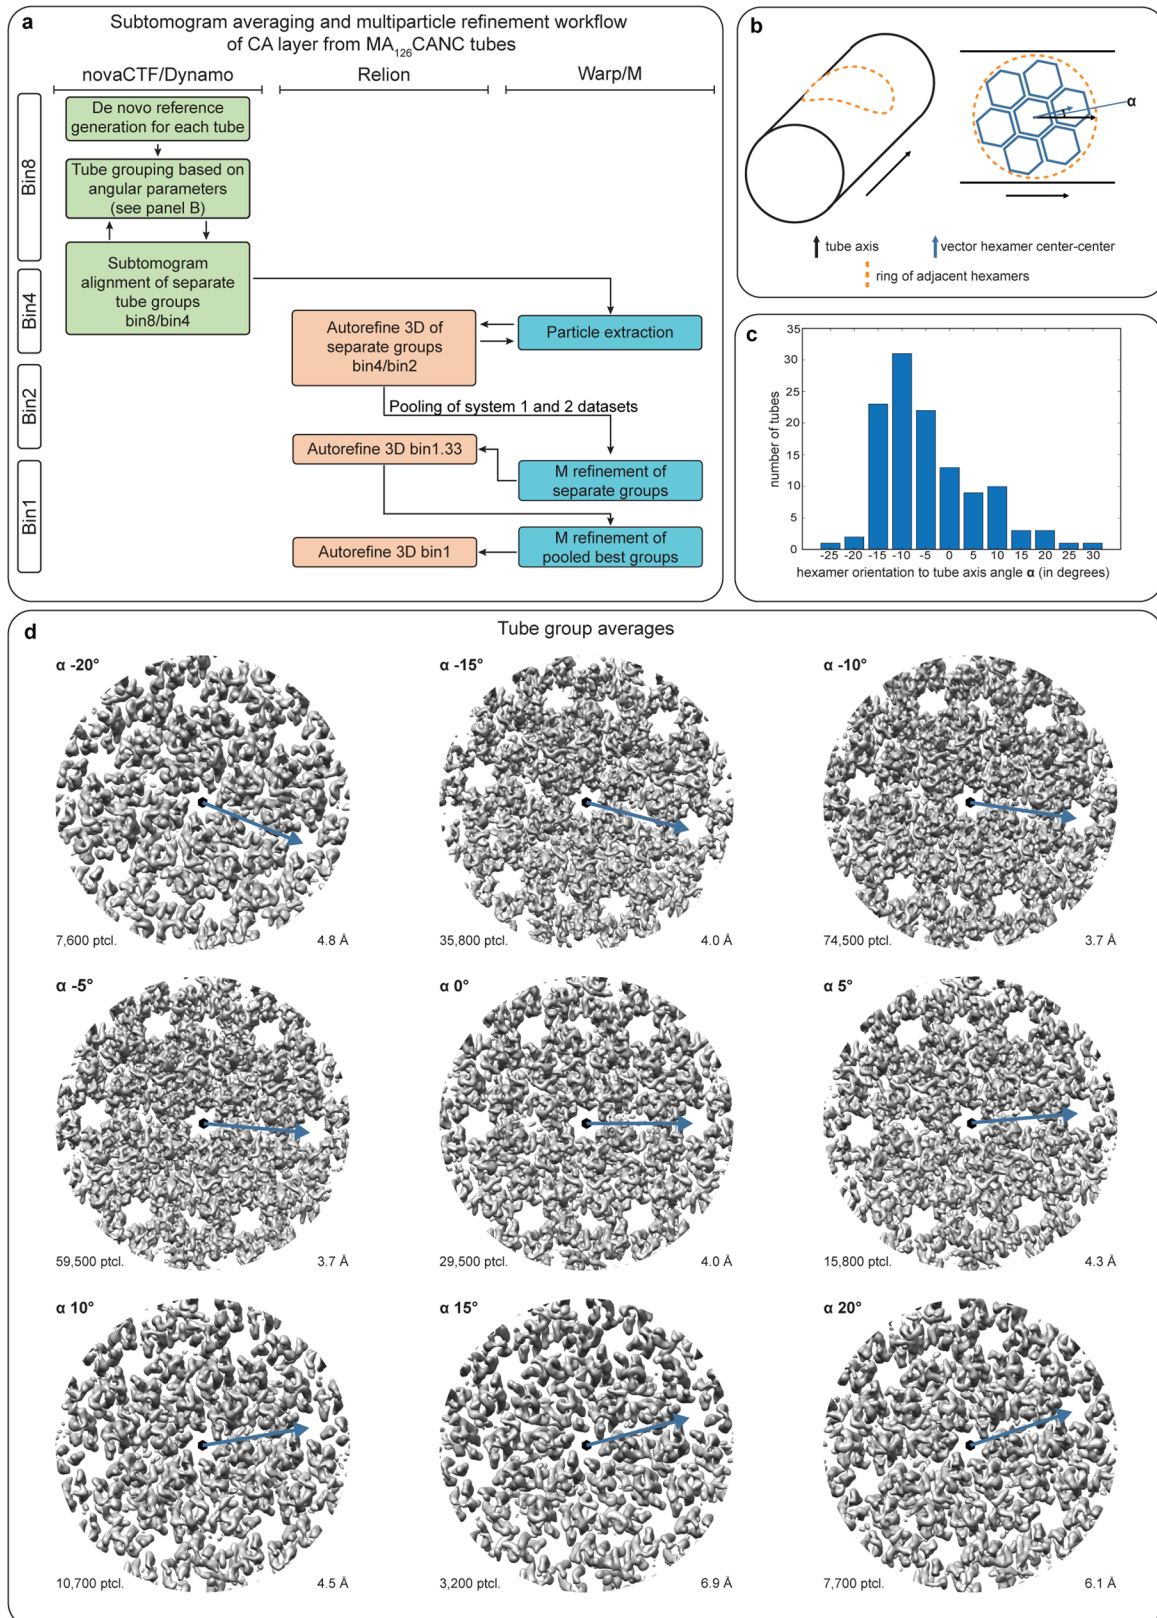 a
Subtomogram averaging and multiparticle refinement workflow
of CA layer from MA126CANC tubes
novaCTF/Dynamo
Relion
Warp/M
Bin8
Bin4
Bin2
Bin1
De novo reference
generation for each tube
Tube grouping based on
angular parameters
(see panel B)
Subtomogram
alignment of separate
tube groups
bin8/bin4
Autorefine 3D of
separate groups
bin4/bin2
Particle extraction
Pooling of system 1 and 2 datasets
Autorefine 3D bin1.33
M refinement of
separate groups
Autorefine 3D bin1
M refinement of
pooled best groups
b
α
tube axis
vector hexamer center-center
ring of adjacent hexamers
c
number of tubes
35
30
25
20
15
10
5
0
-25 -20 -15 -10 -5 0 5 10 15 20 25 30
hexamer orientation to tube axis angle α (in degrees)
d
Tube group averages
α -20°
7,600 ptcl.
4.8 Å
α -15°
35,800 ptcl.
4.0 Å
α -10°
74,500 ptcl.
3.7 Å
α -5°
59,500 ptcl.
3.7 Å
α 0°
29,500 ptcl.
4.0 Å
α 5°
15,800 ptcl.
4.3 Å
α 10°
10,700 ptcl.
4.5 Å
α 15°
3,200 ptcl.
6.9 Å
α 20°
7,700 ptcl.
6.1 Å